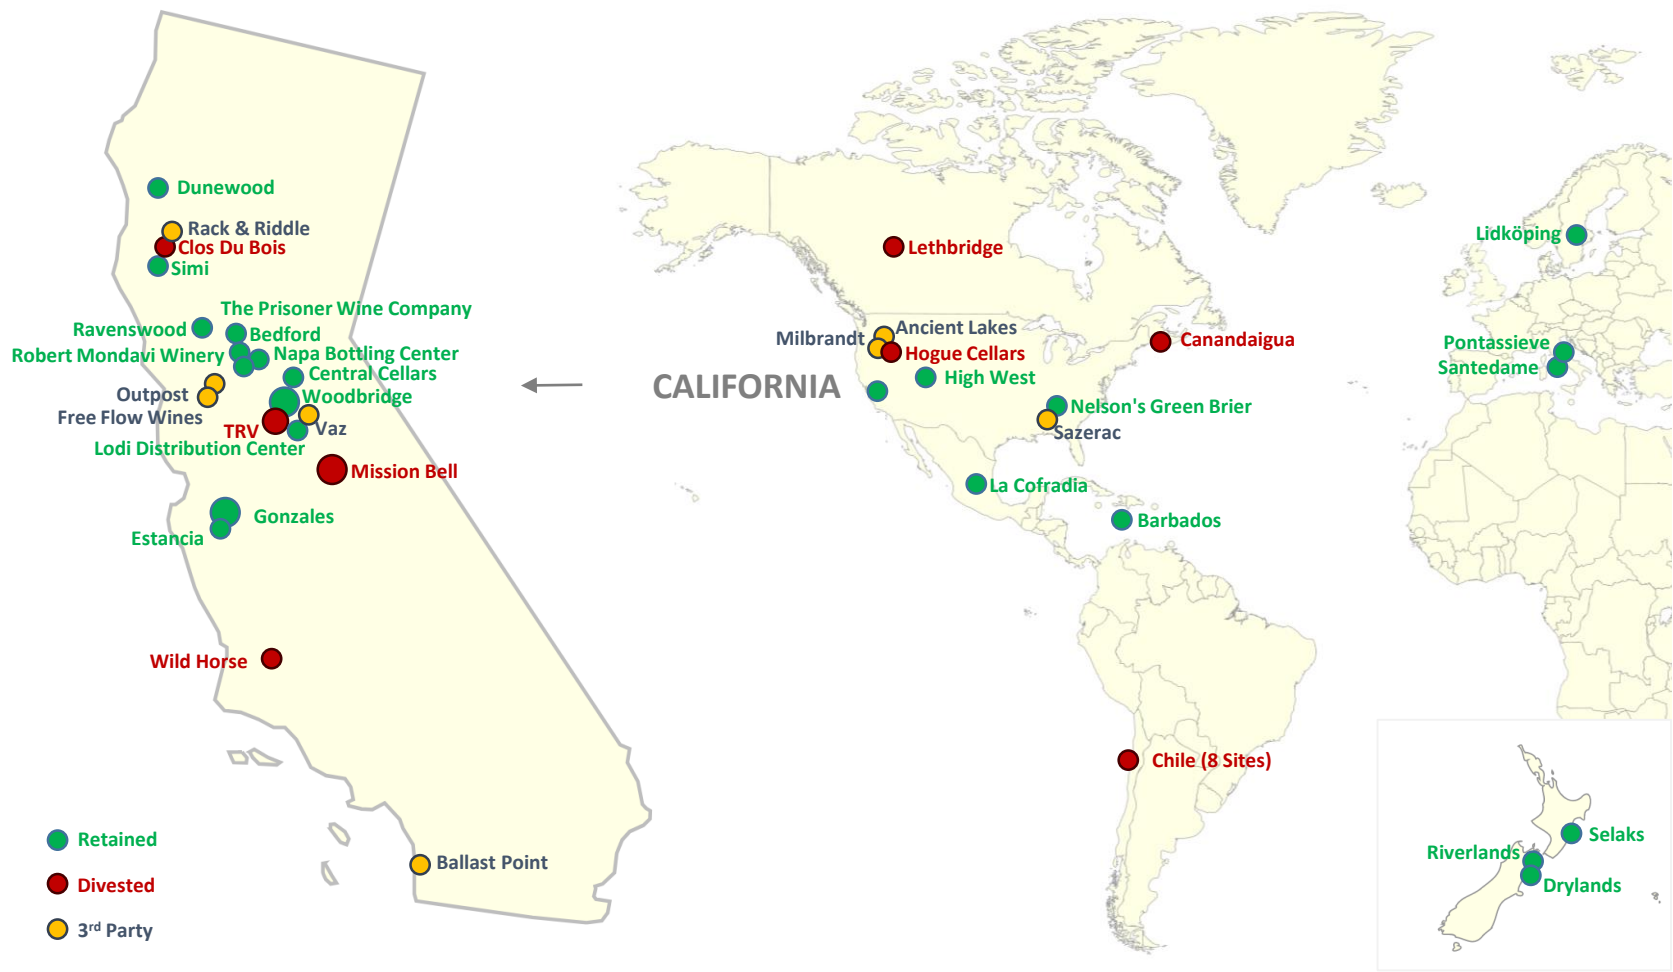 Dunewood
Rack & Riddle
Clos Du Bois
Simi
The Prisoner Wine Company
Ravenswood
Bedford
Robert Mondavi Winery
Napa Bottling Center
Central Cellars
Outpost
Woodbridge
Free Flow Wines
TRV
Vaz
Lodi Distribution Center
Mission Bell
Gonzales
Estancia
Wild Horse
Ballast Point
Retained
Divested
3rd Party
CALIFORNIA
Lethbridge
Ancient Lakes
Milbrandt
Hogue Cellars
High West
Canandaigua
Nelson's Green Brier
Sazerac
La Cofradia
Barbados
Chile (8 Sites)
Lidköping
Pontassieve
Santedame
Selaks
Riverlands
Drylands